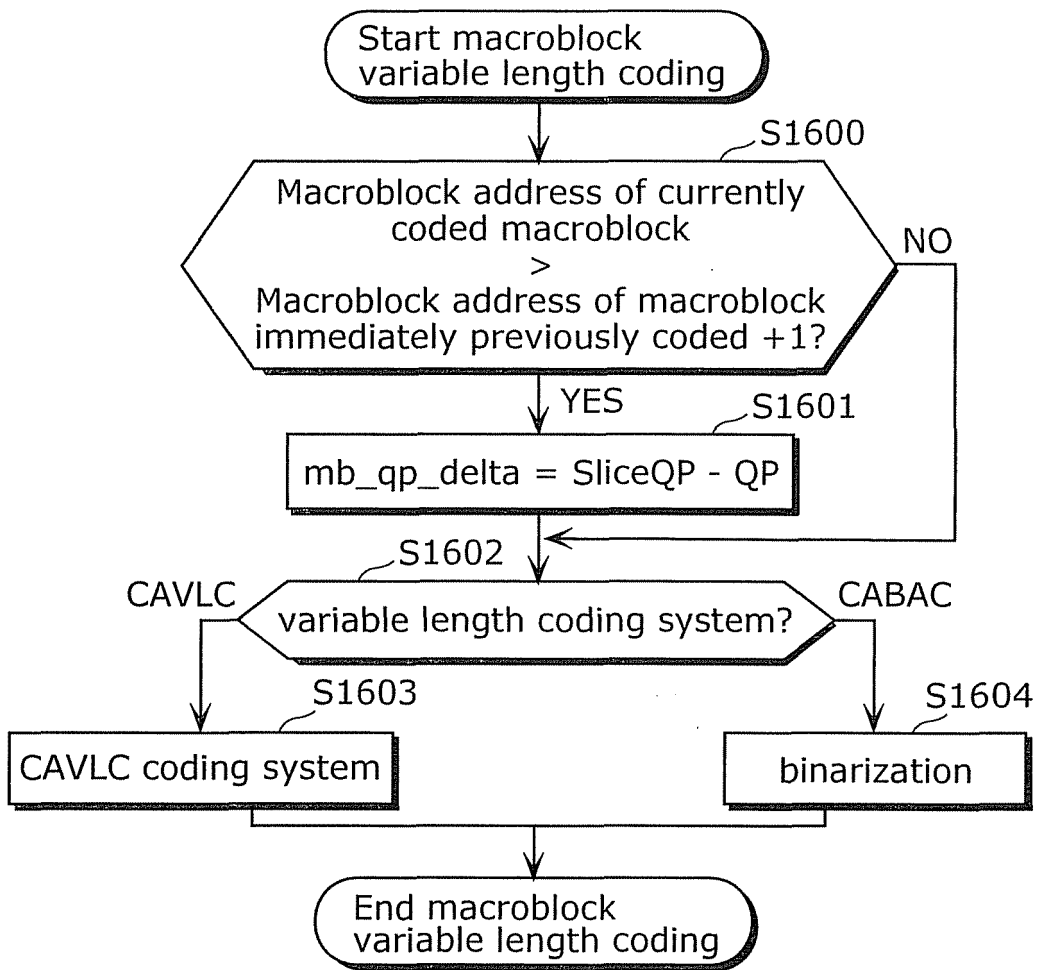 Start macroblock
variable length coding
S1600
Macroblock address of currently
coded macroblock
>
Macroblock address of macroblock
immediately previously coded +1?
NO
YES
S1601
mb_qp_delta = SliceQP - QP
S1602
CAVLC
variable length coding system?
CABAC
S1603
CAVLC coding system
S1604
binarization
End macroblock
variable length coding